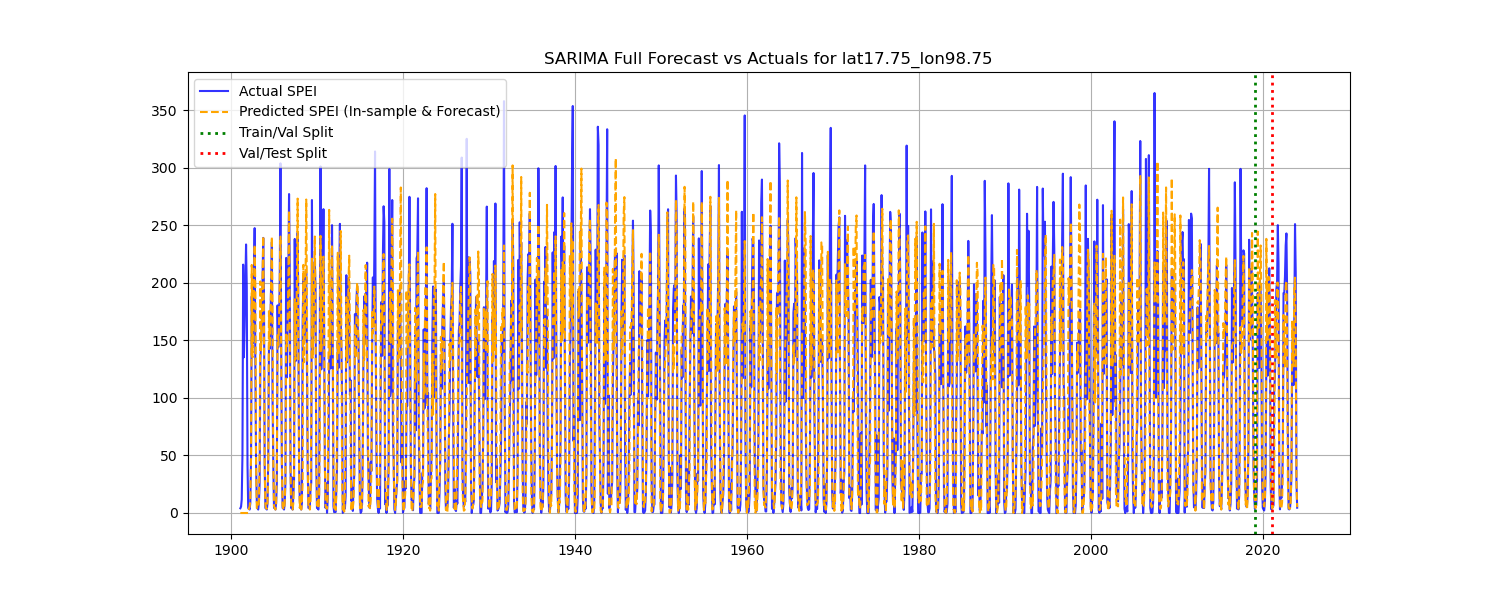 SARIMA Full Forecast vs Actuals for lat17.75_lon98.75
Actual SPEI
Predicted SPEI (In-sample & Forecast)
Train/Val Split
Val/Test Split
350
300
250
200
150
100
50
0
1900 1920 1940 1960 1980 2000 2020